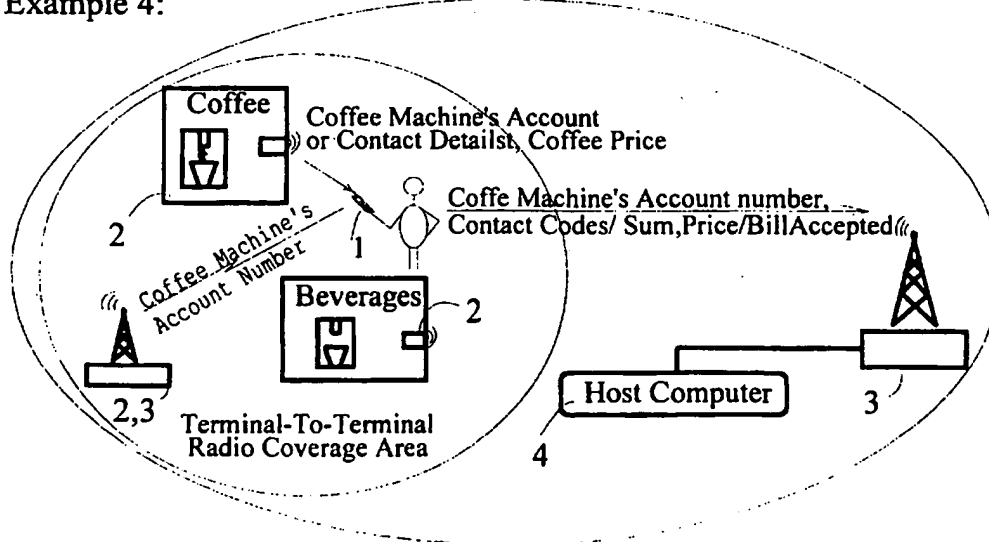 Example 4:
Coffee
Coffee Machine's Account
or Contact Detailst, Coffee Price
2
1
Coffe Machine's Account number,
Contact Codes/ Sum,Price/BillAccepted
Coffee Machine's
Account Number
Beverages
2
2,3
Terminal-To-Terminal
Radio Coverage Area
Host Computer
4
3